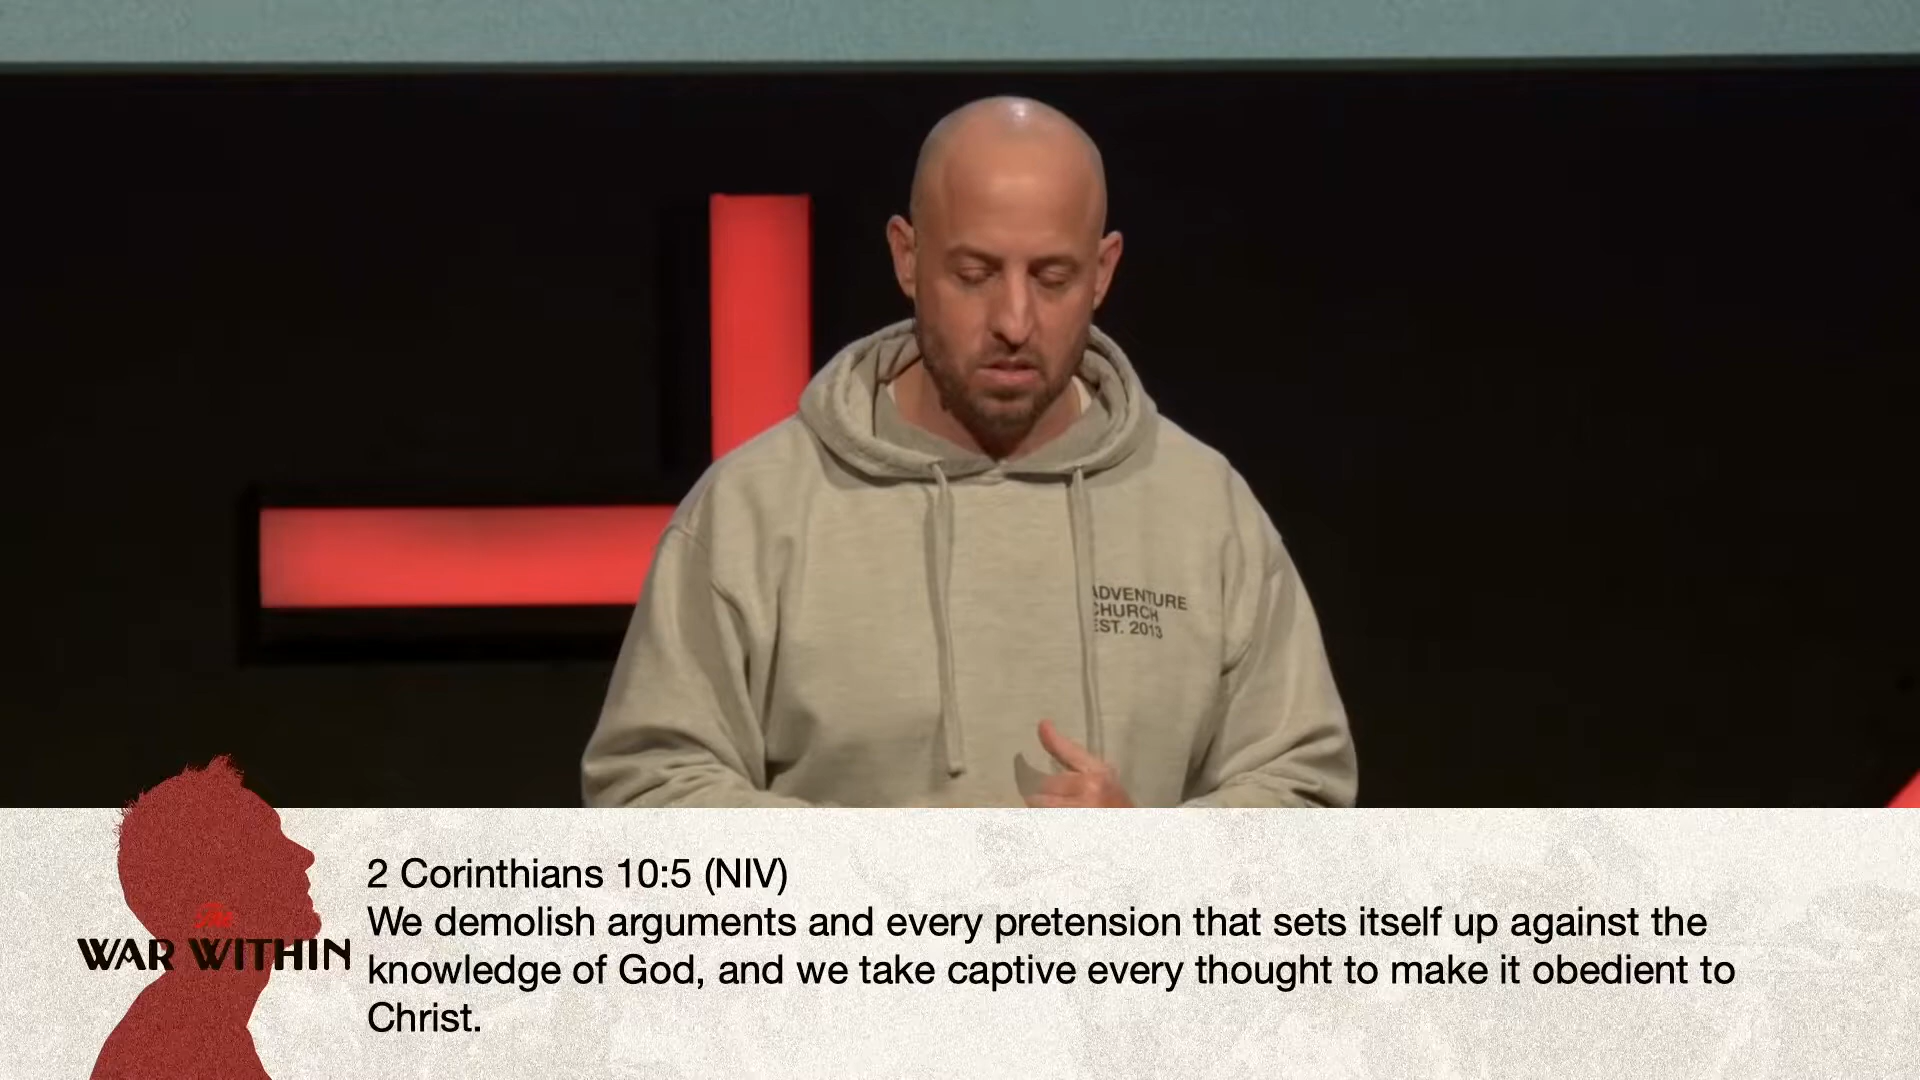 ADVENTURE
CHURCH
EST. 2013
2 Corinthians 10:5 (NIV)
The
WAR WITHIN
We demolish arguments and every pretension that sets itself up against the
knowledge of God, and we take captive every thought to make it obedient to
Christ.